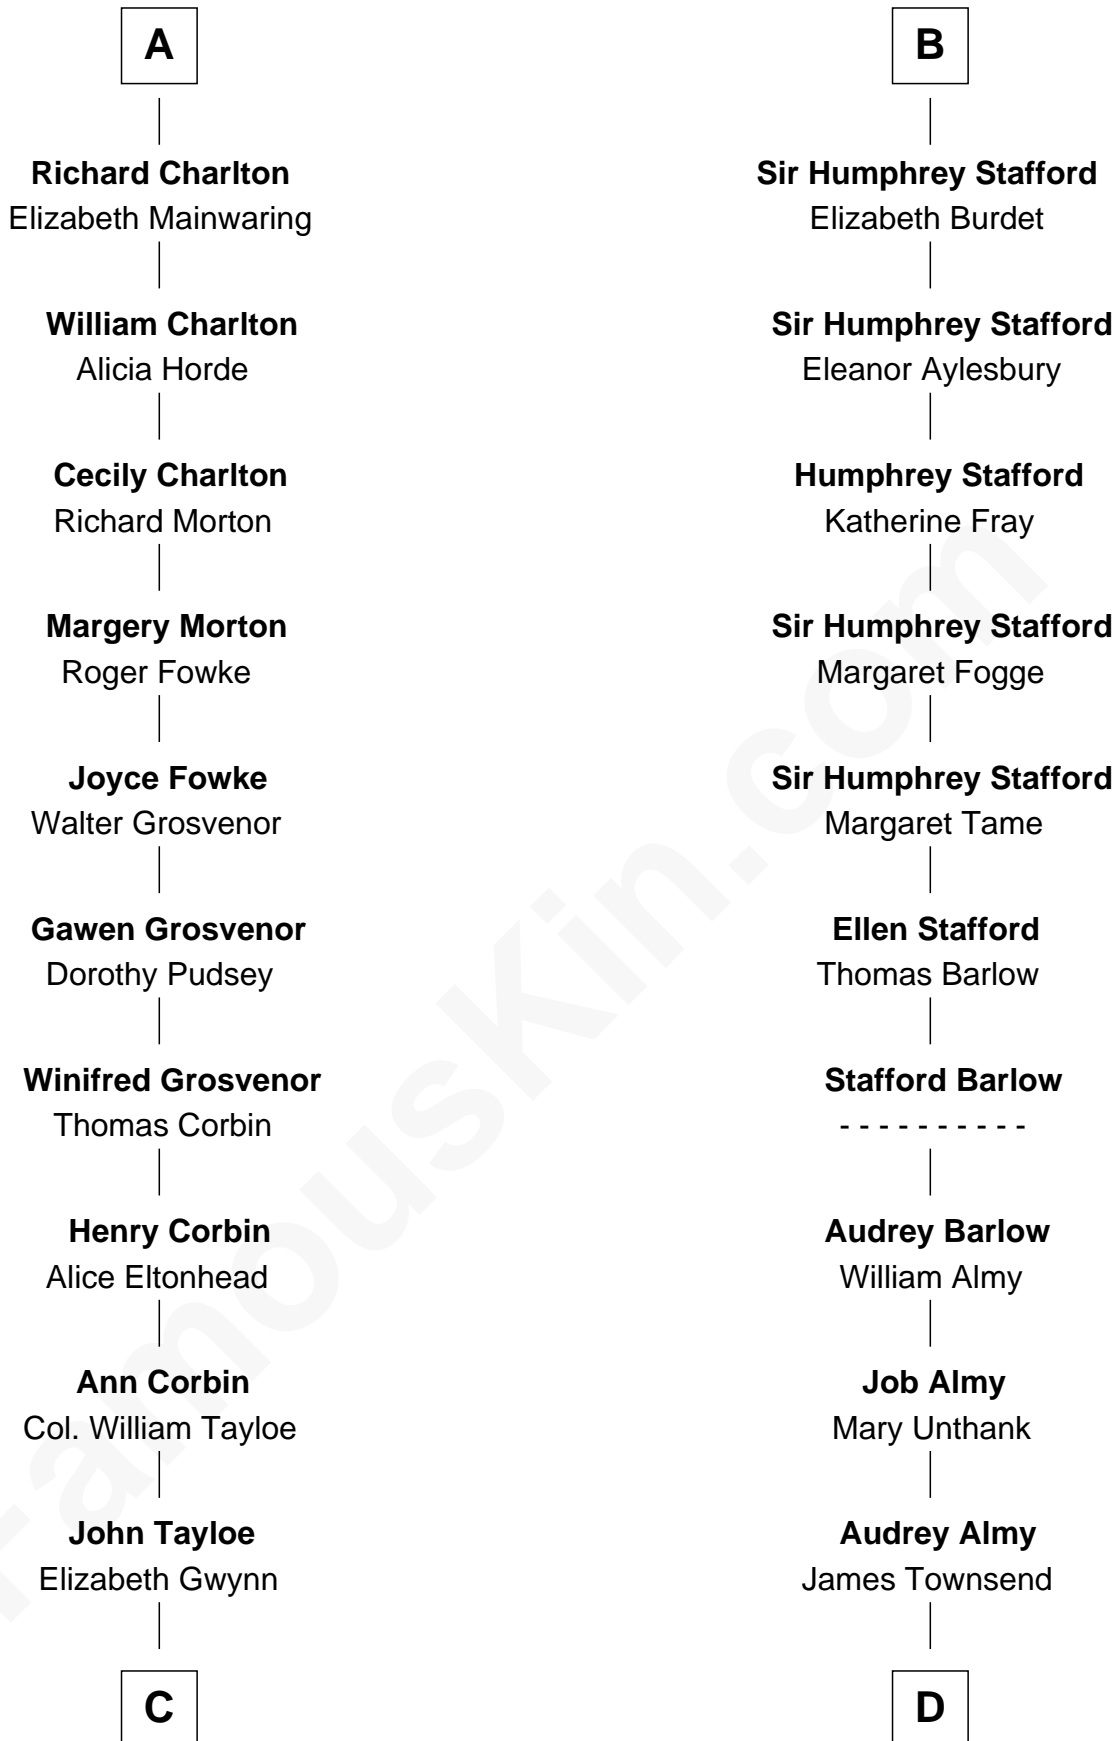 A
Richard Charlton
Elizabeth Mainwaring
William Charlton
Alicia Horde
Cecily Charlton
Richard Morton
Margery Morton
Roger Fowke
Joyce Fowke
Walter Grosvenor
Gawen Grosvenor
Dorothy Pudsey
Winifred Grosvenor
Thomas Corbin
Henry Corbin
Alice Eltonhead
Ann Corbin
Col. William Tayloe
John Tayloe
Elizabeth Gwynn
C
B
Sir Humphrey Stafford
Elizabeth Burdet
Sir Humphrey Stafford
Eleanor Aylesbury
Humphrey Stafford
Katherine Fray
Sir Humphrey Stafford
Margaret Fogge
Sir Humphrey Stafford
Margaret Tame
Ellen Stafford
Thomas Barlow
Stafford Barlow
- - - - - - - - - -
Audrey Barlow
William Almy
Job Almy
Mary Unthank
Audrey Almy
James Townsend
D
FamousKin.com